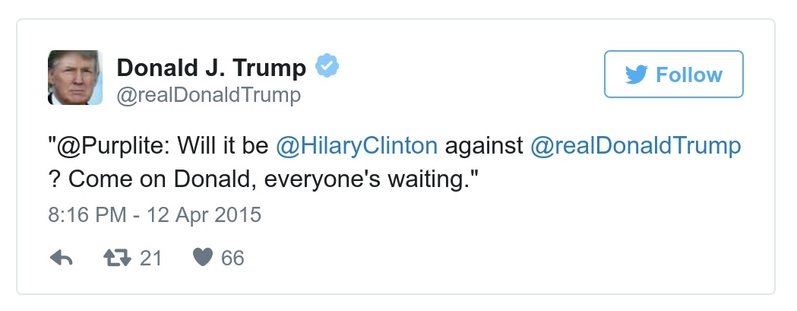 Donald J. Trump
@realDonaldTrump
Follow
"@Purplite: Will it be @HilaryClinton against @realDonaldTrump
? Come on Donald, everyone's waiting."
8:16 PM - 12 Apr 2015
21 66